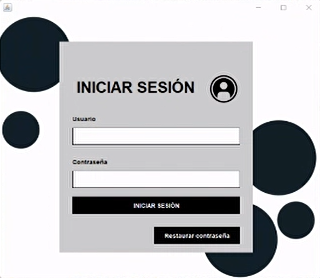 INICIAR SESIÓN
Usuario
Contraseña
INICIAR SESIÓN
Restaurar contraseña